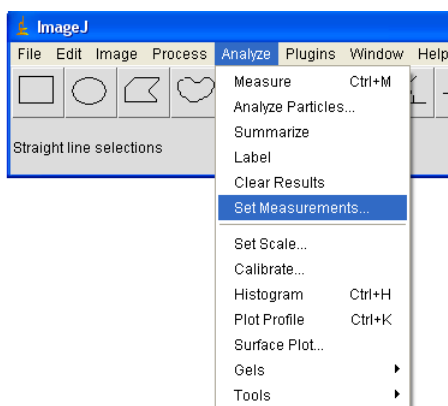 ImageJ
File Edit Image Process Analyze Plugins Window Help
Straight line selections
Measure Ctrl+M
Analyze Particles...
Summarize
Label
Clear Results
Set Measurements...
Set Scale...
Calibrate...
Histogram Ctrl+H
Plot Profile Ctrl+K
Surface Plot...
Gels
Tools